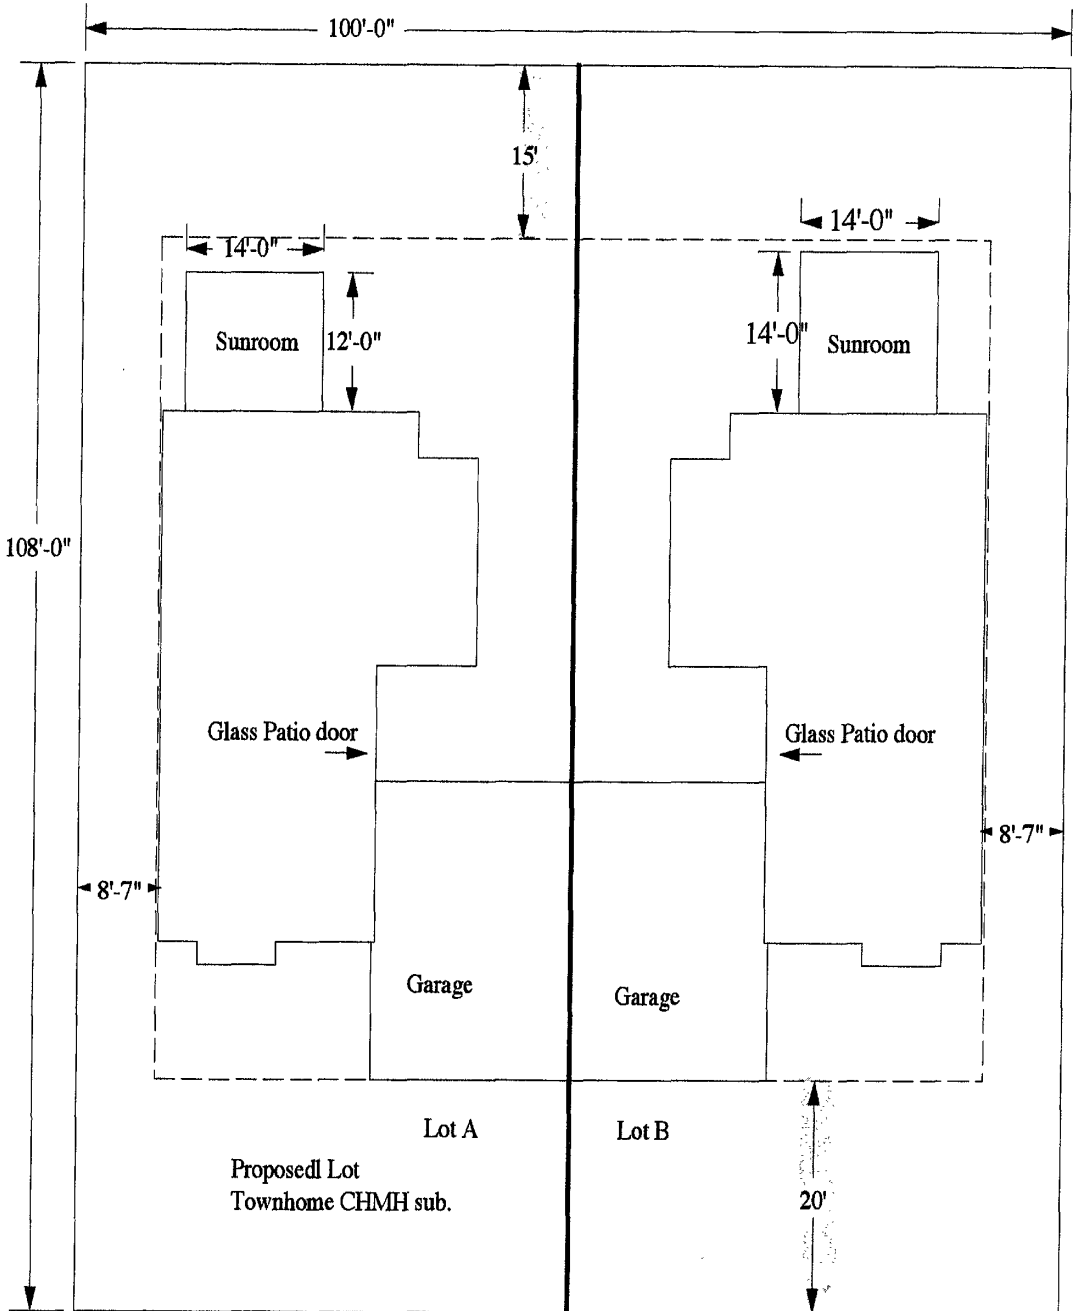 100'-0"
15'
14'-0"
14'-0"
Sunroom
12'-0"
14'-0"
Sunroom
108'-0"
Glass Patio door
Glass Patio door
8'-7"
8'-7"
Garage
Garage
Lot A
Lot B
Proposedl Lot
Townhome CHMH sub.
20'